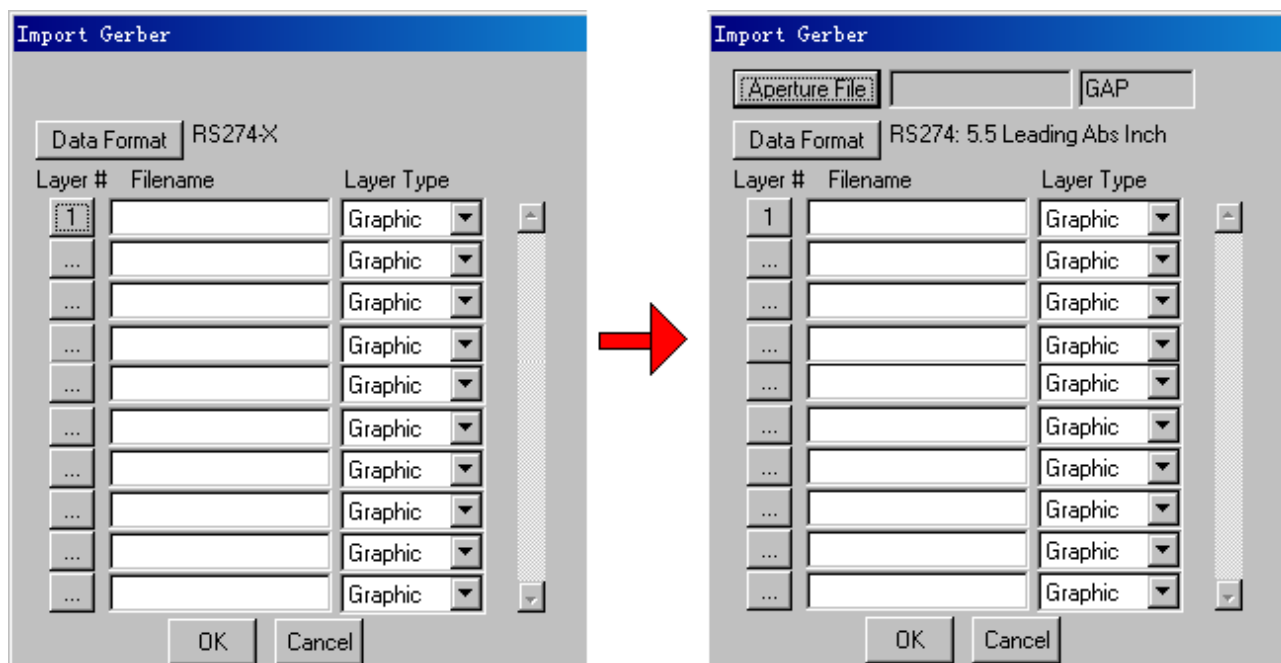 Import Gerber
Data Format RS274-X
Layer # Filename Layer Type
1 Graphic
... Graphic
... Graphic
... Graphic
... Graphic
... Graphic
... Graphic
... Graphic
... Graphic
... Graphic
OK Cancel
Import Gerber
Aperture File GAP
Data Format RS274: 5.5 Leading Abs Inch
Layer # Filename Layer Type
1 Graphic
... Graphic
... Graphic
... Graphic
... Graphic
... Graphic
... Graphic
... Graphic
... Graphic
... Graphic
OK Cancel